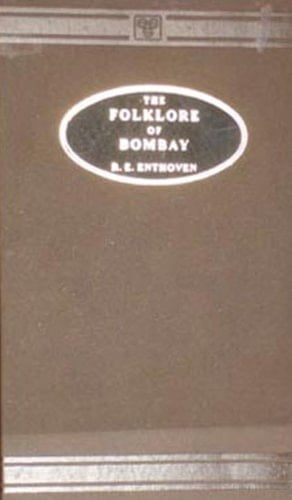 THE
FOLKLORE
OF
BOMBAY
R. E. ENTHOVEN